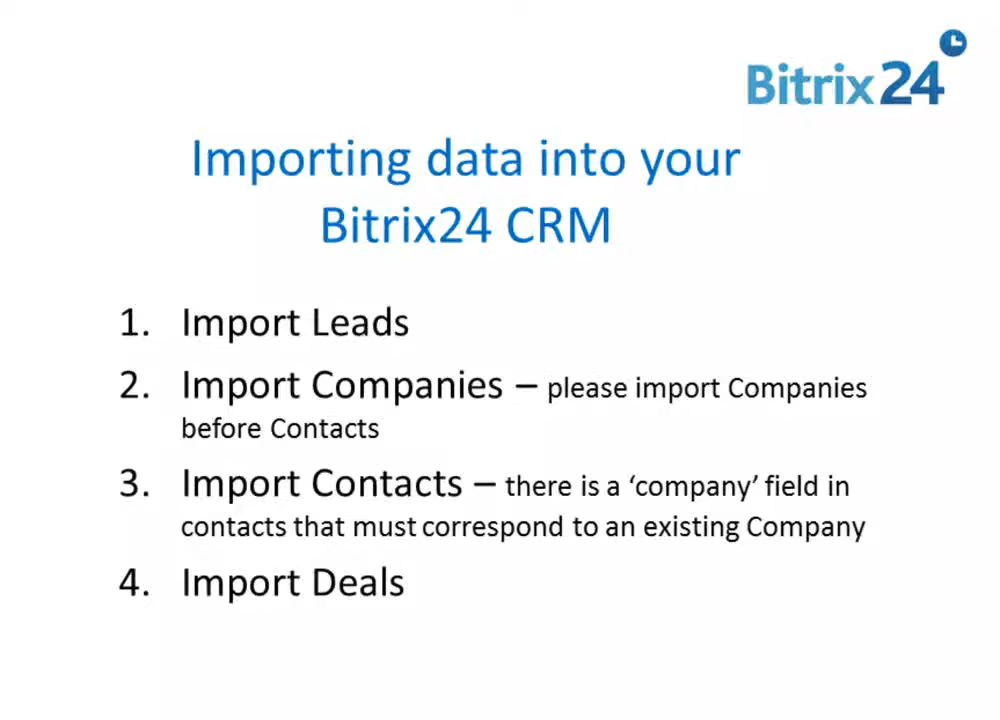 Bitrix24
Importing data into your
Bitrix24 CRM
1. Import Leads
2. Import Companies – please import Companies
before Contacts
3. Import Contacts – there is a ‘company’ field in
contacts that must correspond to an existing Company
4. Import Deals